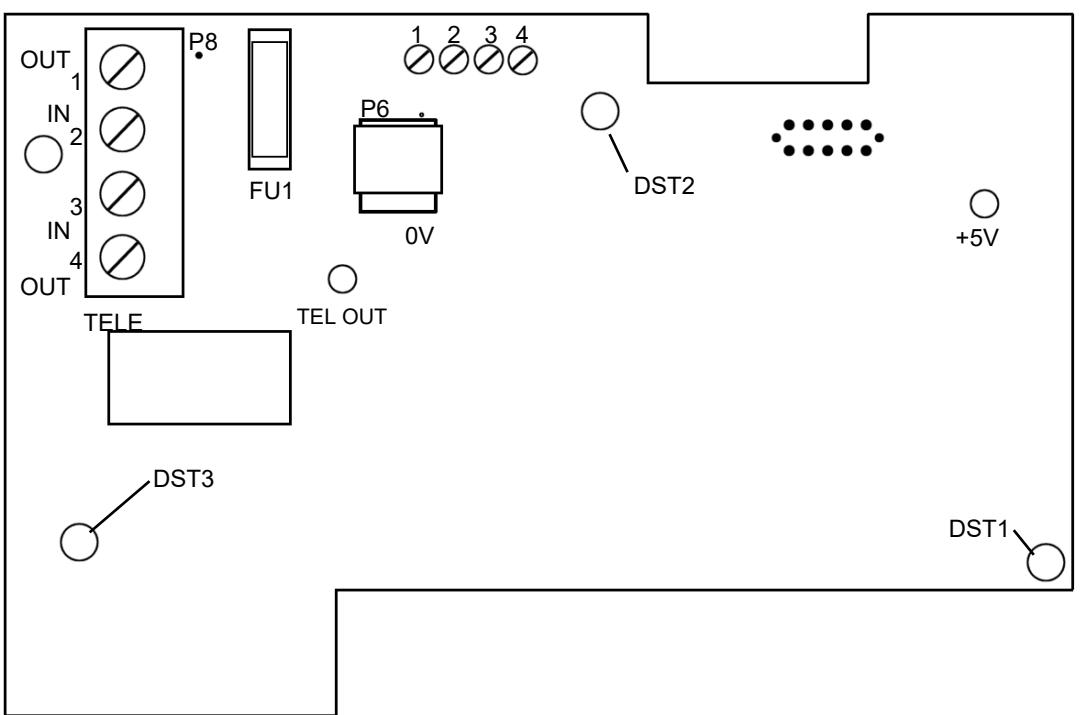 1 2 3 4
P8
OUT
1
IN
2
3
IN
4
OUT
TELE
FU1
P6
0V
TEL OUT
DST2
+5V
DST3
DST1